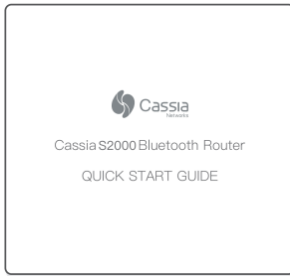 Cassia
Networks
Cassia S2000 Bluetooth Router
QUICK START GUIDE